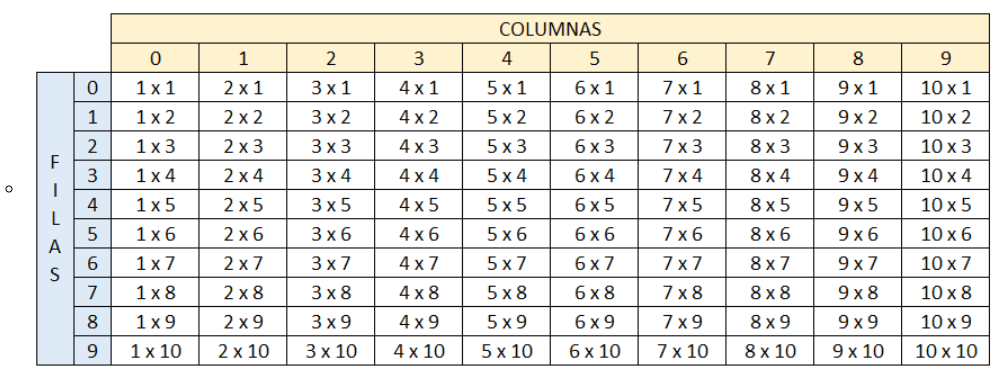 COLUMNAS
0 1 2 3 4 5 6 7 8 9
FILAS
0 1 x 1 2 x 1 3 x 1 4 x 1 5 x 1 6 x 1 7 x 1 8 x 1 9 x 1 10 x 1
1 1 x 2 2 x 2 3 x 2 4 x 2 5 x 2 6 x 2 7 x 2 8 x 2 9 x 2 10 x 2
2 1 x 3 2 x 3 3 x 3 4 x 3 5 x 3 6 x 3 7 x 3 8 x 3 9 x 3 10 x 3
3 1 x 4 2 x 4 3 x 4 4 x 4 5 x 4 6 x 4 7 x 4 8 x 4 9 x 4 10 x 4
4 1 x 5 2 x 5 3 x 5 4 x 5 5 x 5 6 x 5 7 x 5 8 x 5 9 x 5 10 x 5
5 1 x 6 2 x 6 3 x 6 4 x 6 5 x 6 6 x 6 7 x 6 8 x 6 9 x 6 10 x 6
6 1 x 7 2 x 7 3 x 7 4 x 7 5 x 7 6 x 7 7 x 7 8 x 7 9 x 7 10 x 7
7 1 x 8 2 x 8 3 x 8 4 x 8 5 x 8 6 x 8 7 x 8 8 x 8 9 x 8 10 x 8
8 1 x 9 2 x 9 3 x 9 4 x 9 5 x 9 6 x 9 7 x 9 8 x 9 9 x 9 10 x 9
9 1 x 10 2 x 10 3 x 10 4 x 10 5 x 10 6 x 10 7 x 10 8 x 10 9 x 10 10 x 10